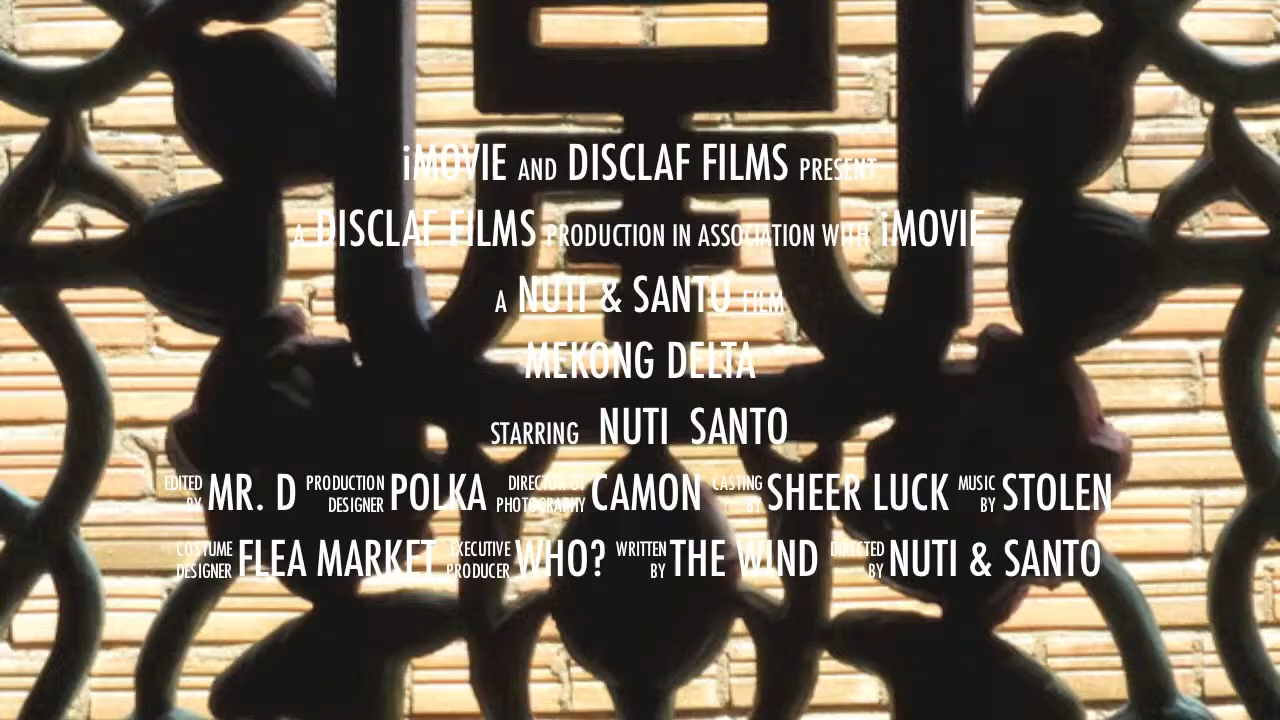 iMOVIE AND DISCLAF FILMS PRESENT
A DISCLAF FILMS PRODUCTION IN ASSOCIATION WITH iMOVIE
A NUTI & SANTO FILM
MEKONG DELTA
STARRING NUTI SANTO
EDITED BY MR. D PRODUCTION DESIGNER POLKA DIRECTOR OF PHOTOGRAPHY CAMON CASTING BY SHEER LUCK MUSIC BY STOLEN
COSTUME DESIGNER FLEA MARKET EXECUTIVE PRODUCER WHO? WRITTEN BY THE WIND DIRECTED BY NUTI & SANTO